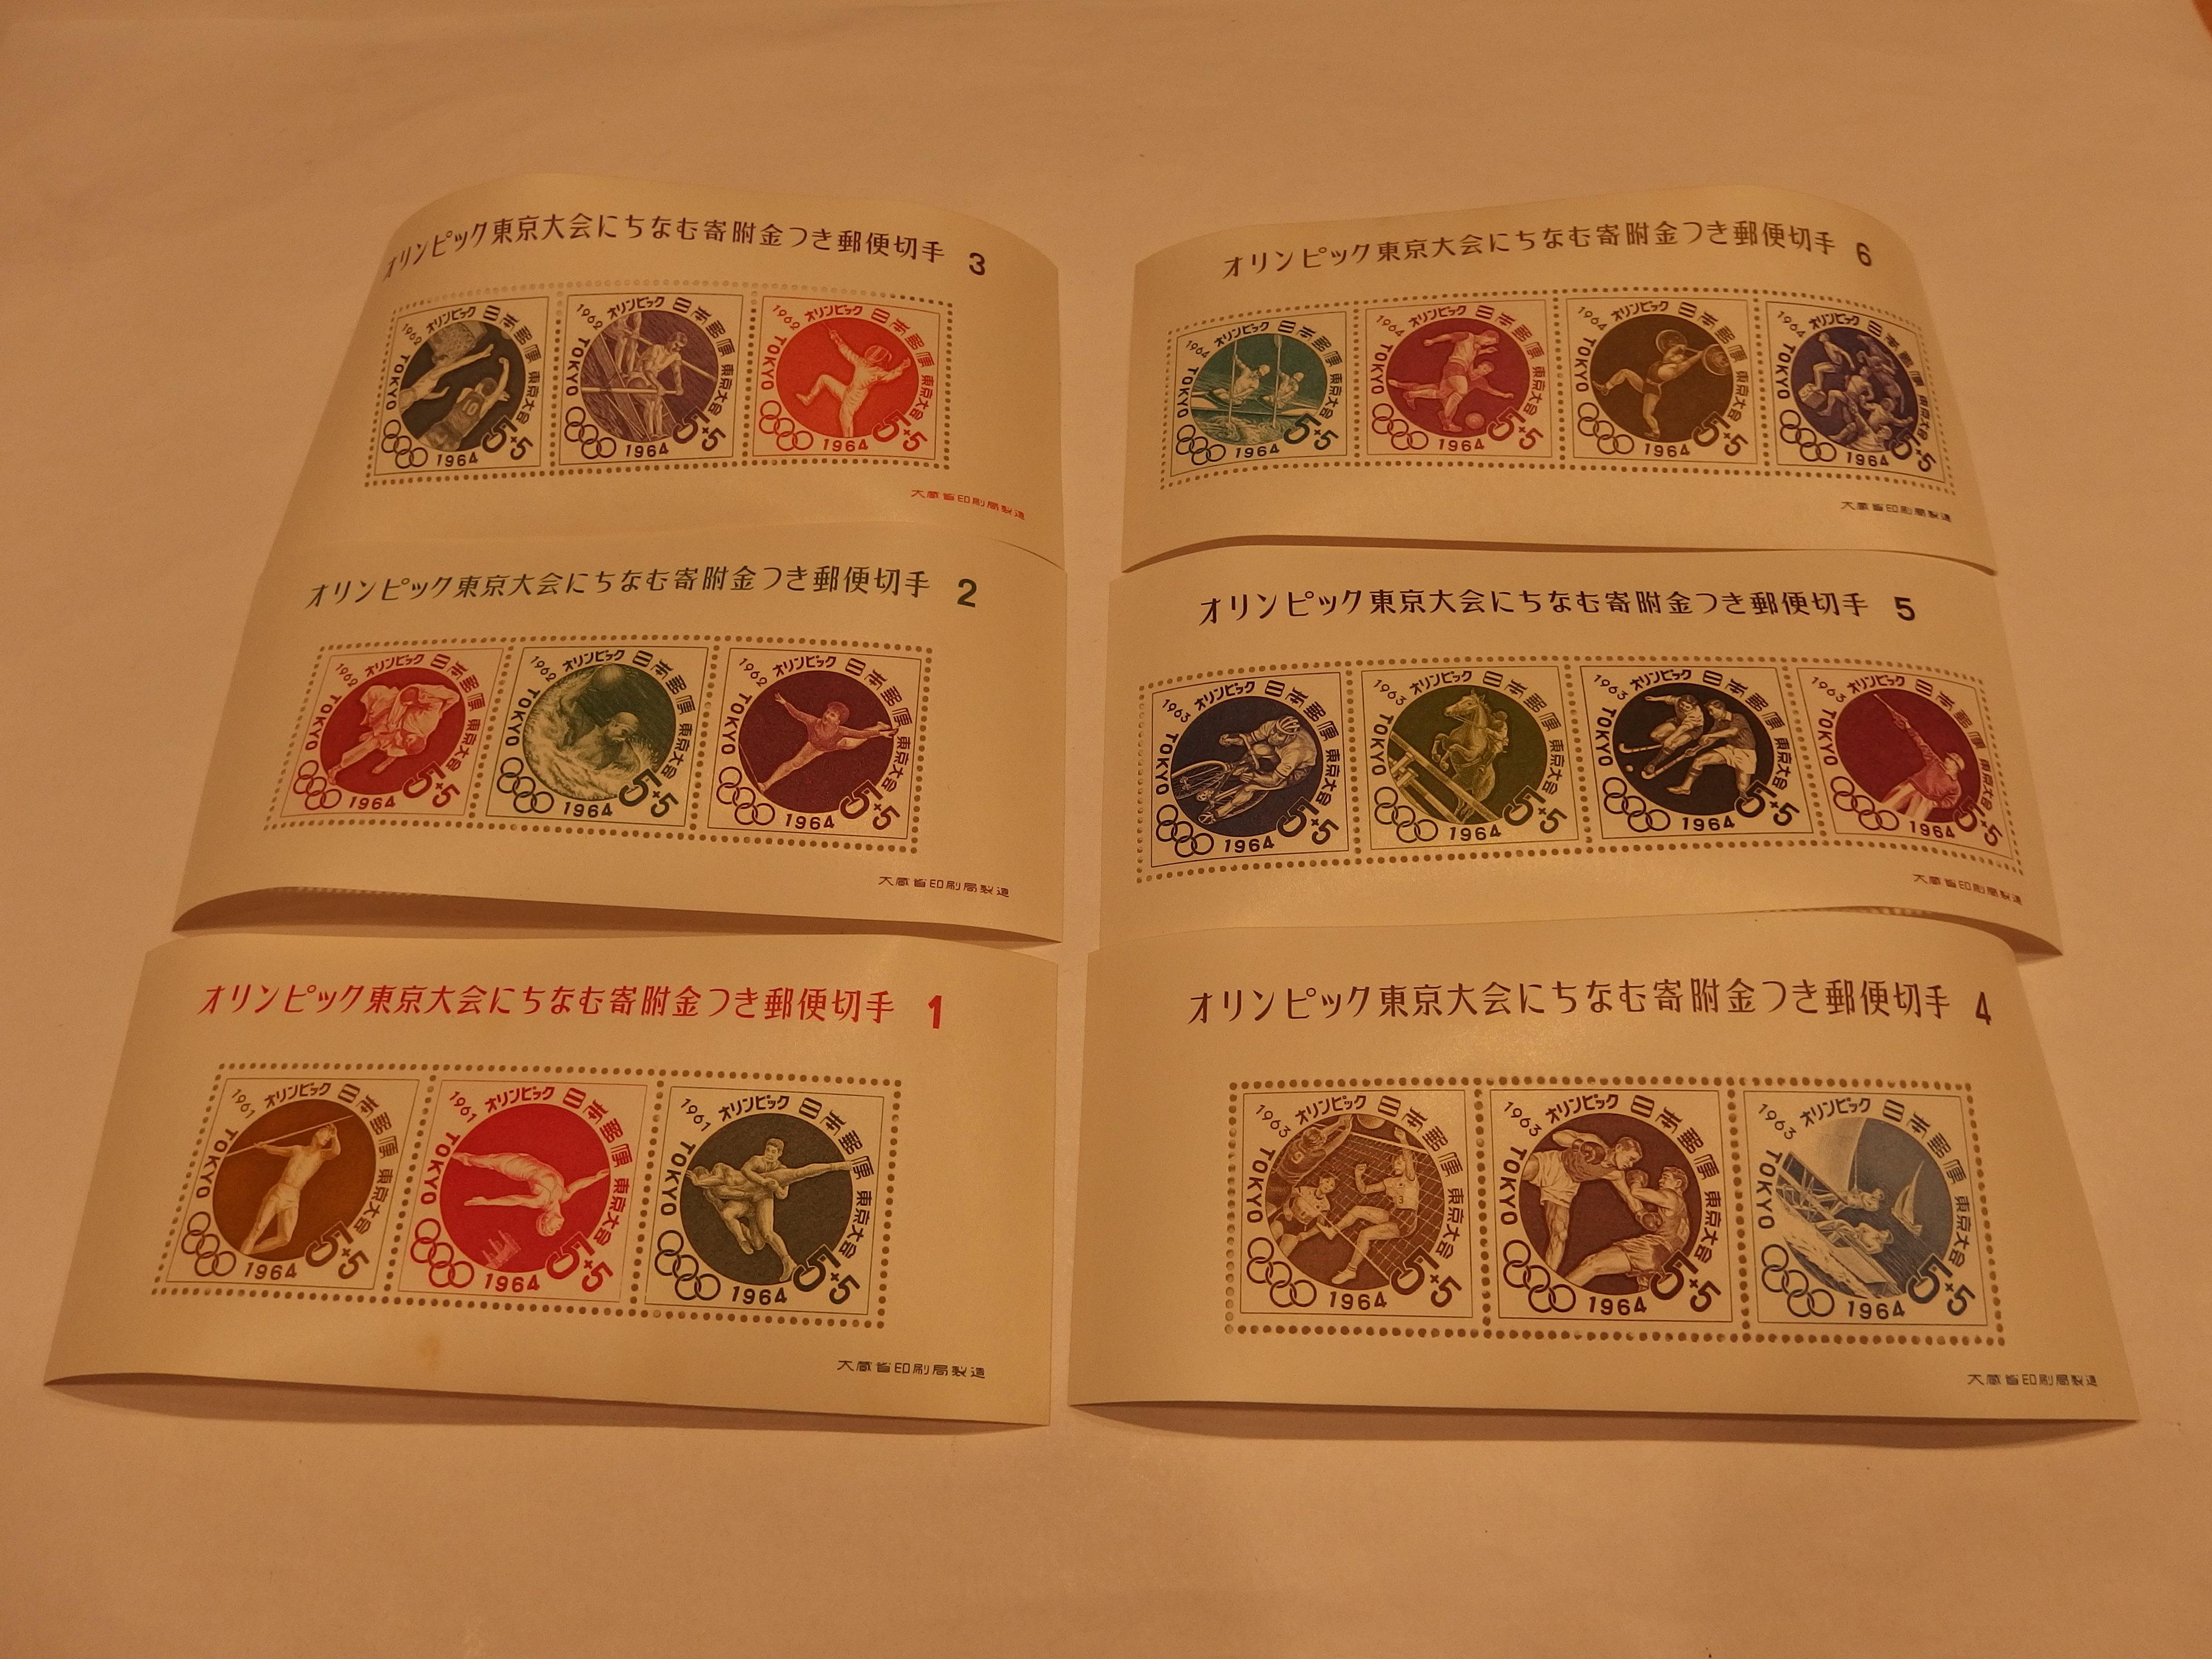 オリンピック東京大会にちなむ寄附金つき郵便切手 3
1962 オリンピック 日本郵便 東京大会 TOKYO 1964 5+5
10
1962 オリンピック 日本郵便 東京大会 TOKYO 1964 5+5
1962 オリンピック 日本郵便 東京大会 TOKYO 1964 5+5
大蔵省印刷局製造
オリンピック東京大会にちなむ寄附金つき郵便切手 2
1962 オリンピック 日本郵便 東京大会 TOKYO 1964 5+5
1962 オリンピック 日本郵便 東京大会 TOKYO 1964 5+5
1962 オリンピック 日本郵便 東京大会 TOKYO 1964 5+5
大蔵省印刷局製造
オリンピック東京大会にちなむ寄附金つき郵便切手 1
1961 オリンピック 日本郵便 東京大会 TOKYO 1964 5+5
1961 オリンピック 日本郵便 東京大会 TOKYO 1964 5+5
1961 オリンピック 日本郵便 東京大会 TOKYO 1964 5+5
大蔵省印刷局製造
オリンピック東京大会にちなむ寄附金つき郵便切手 6
1964 オリンピック 日本郵便 東京大会 TOKYO 1964 5+5
1964 オリンピック 日本郵便 東京大会 TOKYO 1964 5+5
1964 オリンピック 日本郵便 東京大会 TOKYO 1964 5+5
1964 オリンピック 日本郵便 東京大会 TOKYO 1964 5+5
大蔵省印刷局製造
オリンピック東京大会にちなむ寄附金つき郵便切手 5
1963 オリンピック 日本郵便 東京大会 TOKYO 1964 5+5
1963 オリンピック 日本郵便 東京大会 TOKYO 1964 5+5
1963 オリンピック 日本郵便 東京大会 TOKYO 1964 5+5
1963 オリンピック 日本郵便 東京大会 TOKYO 1964 5+5
大蔵省印刷局製造
オリンピック東京大会にちなむ寄附金つき郵便切手 4
1963 オリンピック 日本郵便 東京大会 TOKYO 1964 5+5
3
1963 オリンピック 日本郵便 東京大会 TOKYO 1964 5+5
1963 オリンピック 日本郵便 東京大会 TOKYO 1964 5+5
大蔵省印刷局製造